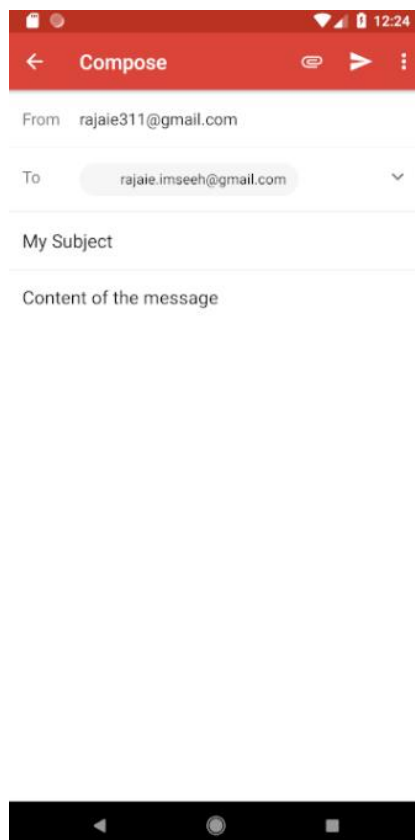 12:24
Compose
From rajaie311@gmail.com
To rajaie.imseeh@gmail.com
My Subject
Content of the message